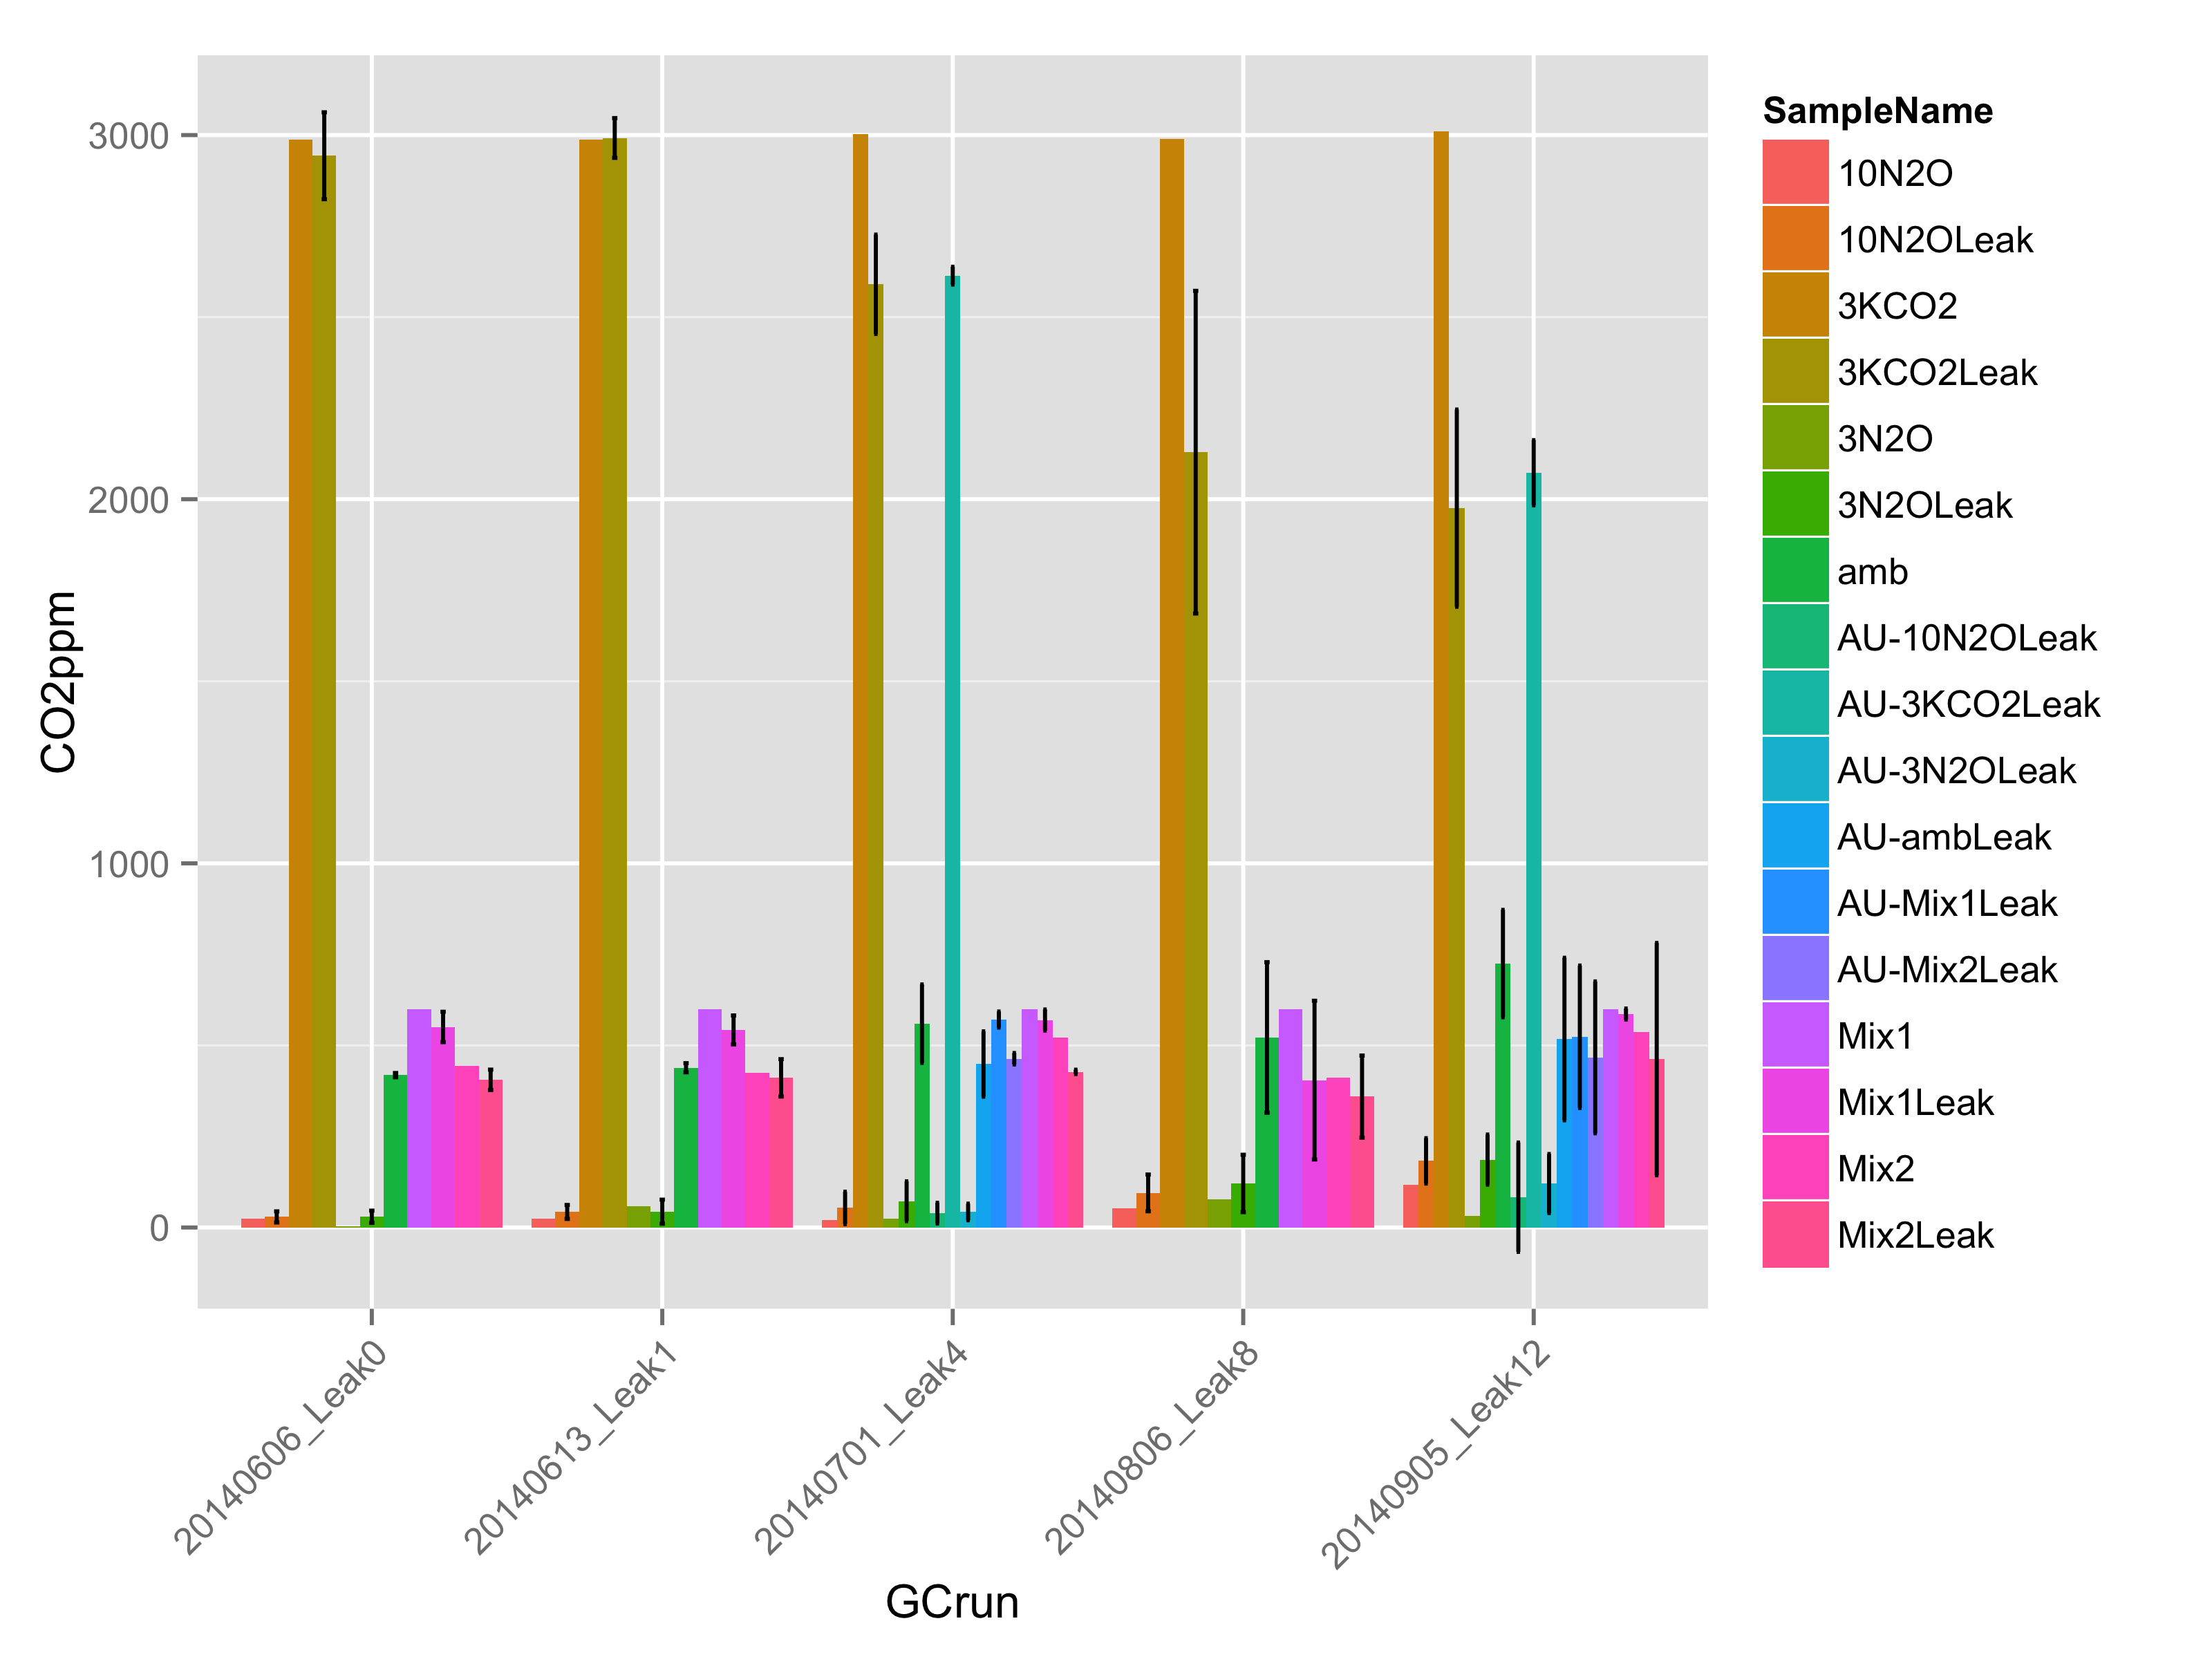 3000
2000
1000
0
CO2ppm
20140606_Leak0
20140613_Leak1
20140701_Leak4
20140806_Leak8
20140905_Leak12
GCrun
SampleName
10N2O
10N2OLeak
3KCO2
3KCO2Leak
3N2O
3N2OLeak
amb
AU-10N2OLeak
AU-3KCO2Leak
AU-3N2OLeak
AU-ambLeak
AU-Mix1Leak
AU-Mix2Leak
Mix1
Mix1Leak
Mix2
Mix2Leak